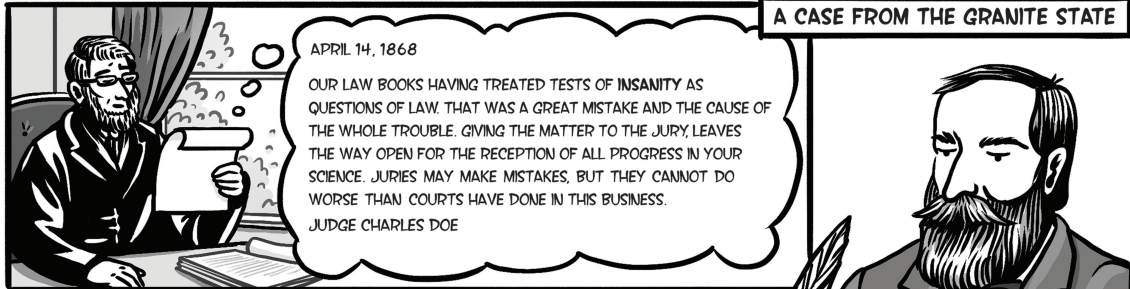 APRIL 14, 1868
OUR LAW BOOKS HAVING TREATED TESTS OF INSANITY AS
QUESTIONS OF LAW. THAT WAS A GREAT MISTAKE AND THE CAUSE OF
THE WHOLE TROUBLE. GIVING THE MATTER TO THE JURY, LEAVES
THE WAY OPEN FOR THE RECEPTION OF ALL PROGRESS IN YOUR
SCIENCE. JURIES MAY MAKE MISTAKES, BUT THEY CANNOT DO
WORSE THAN COURTS HAVE DONE IN THIS BUSINESS.
JUDGE CHARLES DOE
A CASE FROM THE GRANITE STATE